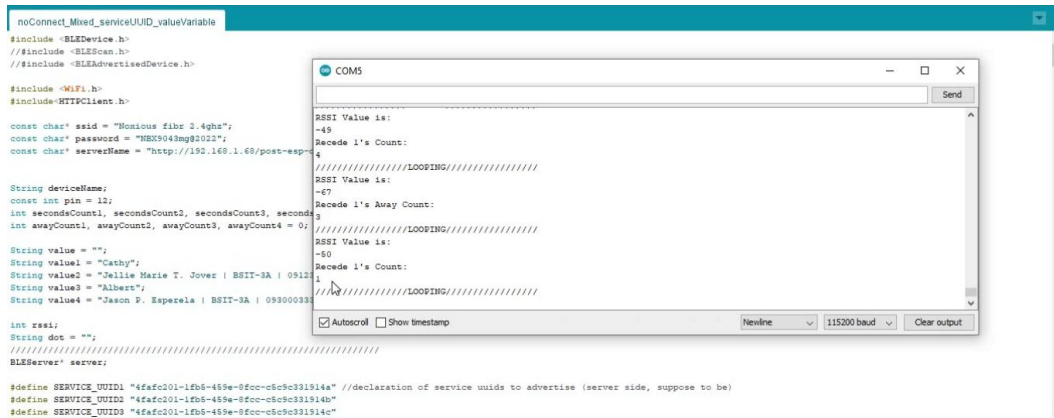 noConnect_Mixed_serviceUUID_valueVariable
#include <BLEDevice.h>
//#include <BLEScan.h>
//#include <BLEAdvertisedDevice.h>
#include <WiFi.h>
#include<HTTPClient.h>
const char* ssid = "Noxious fibr 2.4ghz";
const char* password = "NBX9043mg@2022";
const char* serverName = "http://192.168.1.68/post-esp-d
String deviceName;
const int pin = 12;
int secondsCount1, secondsCount2, secondsCount3, seconds
int awayCount1, awayCount2, awayCount3, awayCount4 = 0;
String value = "";
String value1 = "Cathy";
String value2 = "Jellie Marie T. Jover | BSIT-3A | 09123
String value3 = "Albert";
String value4 = "Jason P. Esperela | BSIT-3A | 093000333
int rssi;
String dot = "";
////////////////////////////////////////////////////////////////////
BLEServer* server;
#define SERVICE_UUID1 "4fafc201-1fb5-459e-8fcc-c5c9c331914a" //declaration of service uuids to advertise (server side, suppose to be)
#define SERVICE_UUID2 "4fafc201-1fb5-459e-8fcc-c5c9c331914b"
#define SERVICE_UUID3 "4fafc201-1fb5-459e-8fcc-c5c9c331914c"
COM5
Send
RSSI Value is:
-49
Recede 1's Count:
4
/////////////////LOOPING/////////////////
RSSI Value is:
-67
Recede 1's Away Count:
3
/////////////////LOOPING/////////////////
RSSI Value is:
-50
Recede 1's Count:
1
/////////////////LOOPING/////////////////
Autoscroll Show timestamp Newline 115200 baud Clear output